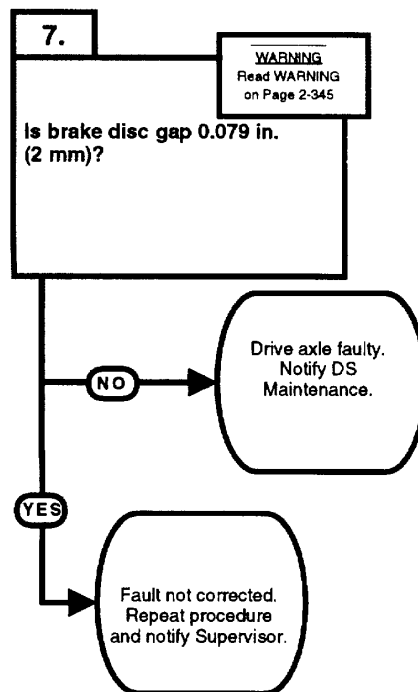 7.
WARNING
Read WARNING
on Page 2-345
Is brake disc gap 0.079 in.
(2 mm)?
Drive axle faulty.
Notify DS
Maintenance.
NO
YES
Fault not corrected.
Repeat procedure
and notify Supervisor.